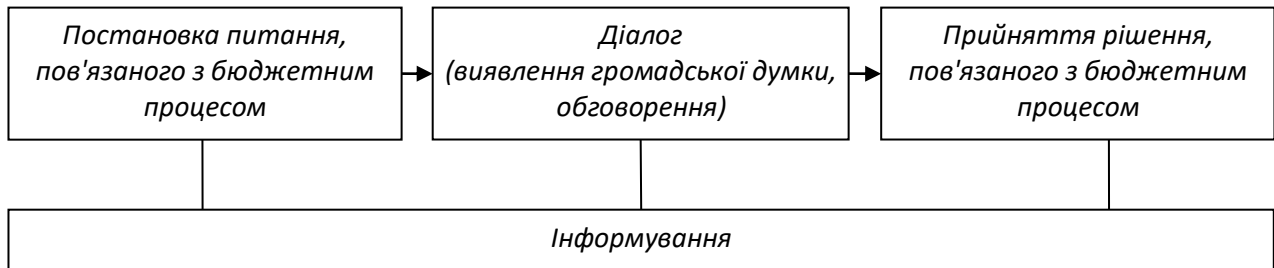 Постановка питання,
пов'язаного з бюджетним
процесом
Діалог
(виявлення громадської думки,
обговорення)
Прийняття рішення,
пов'язаного з бюджетним
процесом
Інформування